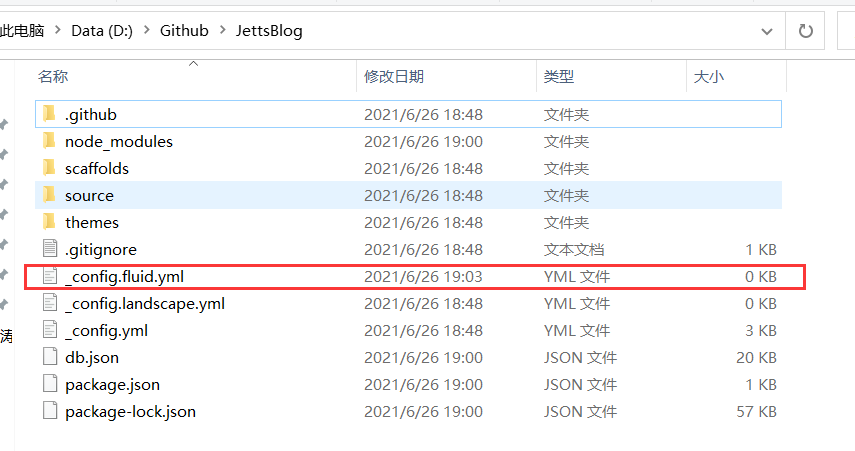 此电脑 > Data (D:) > Github > JettsBlog
名称 修改日期 类型 大小
.github 2021/6/26 18:48 文件夹
node_modules 2021/6/26 19:00 文件夹
scaffolds 2021/6/26 18:48 文件夹
source 2021/6/26 18:48 文件夹
themes 2021/6/26 18:48 文件夹
.gitignore 2021/6/26 18:48 文本文档 1 KB
_config.fluid.yml 2021/6/26 19:03 YML 文件 0 KB
_config.landscape.yml 2021/6/26 18:48 YML 文件 0 KB
_config.yml 2021/6/26 18:48 YML 文件 3 KB
涛
db.json 2021/6/26 19:00 JSON 文件 20 KB
package.json 2021/6/26 19:00 JSON 文件 1 KB
package-lock.json 2021/6/26 19:00 JSON 文件 57 KB